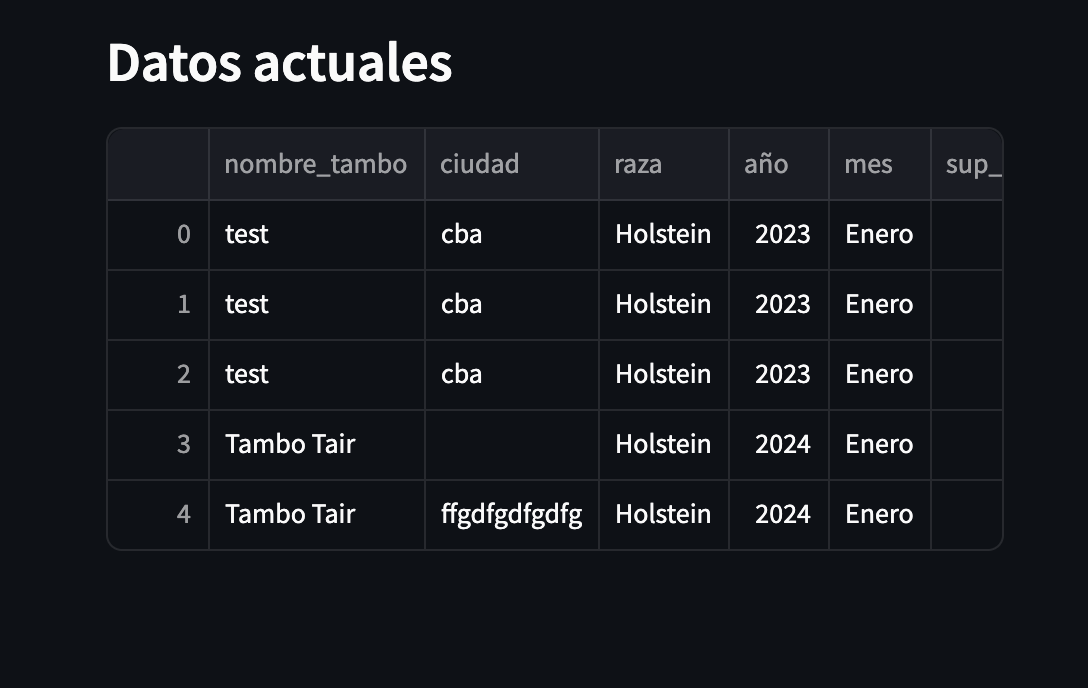 Datos actuales
nombre_tambo ciudad raza año mes sup_
0 test cba Holstein 2023 Enero
1 test cba Holstein 2023 Enero
2 test cba Holstein 2023 Enero
3 Tambo Tair Holstein 2024 Enero
4 Tambo Tair ffgdfgdfgdfg Holstein 2024 Enero